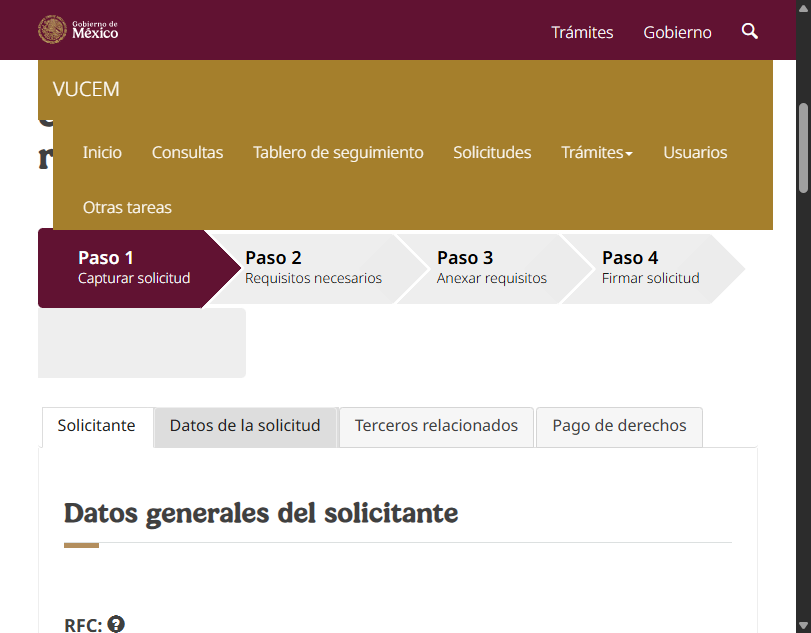 Gobierno de
México
Trámites Gobierno
VUCEM
Inicio Consultas Tablero de seguimiento Solicitudes Trámites Usuarios
Otras tareas
Paso 1 Paso 2 Paso 3 Paso 4
Capturar solicitud Requisitos necesarios Anexar requisitos Firmar solicitud
Solicitante Datos de la solicitud Terceros relacionados Pago de derechos
Datos generales del solicitante
RFC: ?